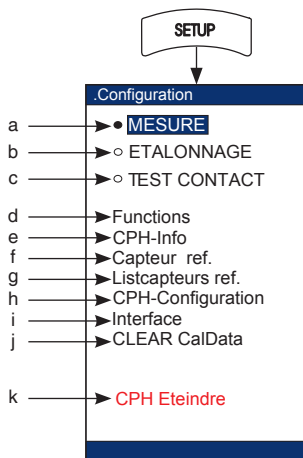 SETUP
.Configuration
a ● MESURE
b ○ ETALONNAGE
c ○ TEST CONTACT
d Functions
e CPH-Info
f Capteur ref.
g Listcapteurs ref.
h CPH-Configuration
i Interface
j CLEAR CalData
k CPH Eteindre